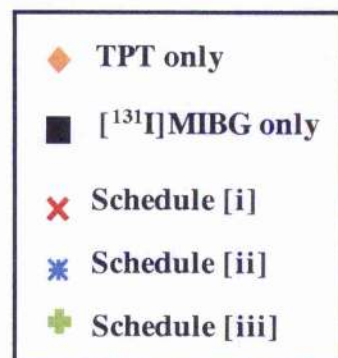 TPT only
[¹³¹I]MIBG only
Schedule [i]
Schedule [ii]
Schedule [iii]